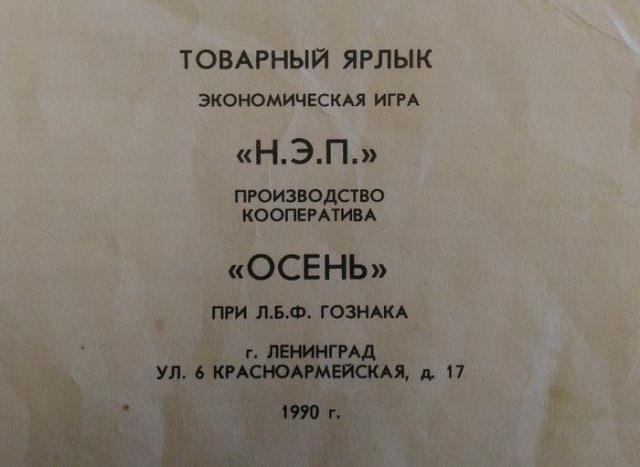 ТОВАРНЫЙ ЯРЛЫК
ЭКОНОМИЧЕСКАЯ ИГРА
«Н.Э.П.»
ПРОИЗВОДСТВО
КООПЕРАТИВА
«ОСЕНЬ»
ПРИ Л.Б.Ф. ГОЗНАКА
г. ЛЕНИНГРАД
УЛ. 6 КРАСНОАРМЕЙСКАЯ, д. 17
1990 г.